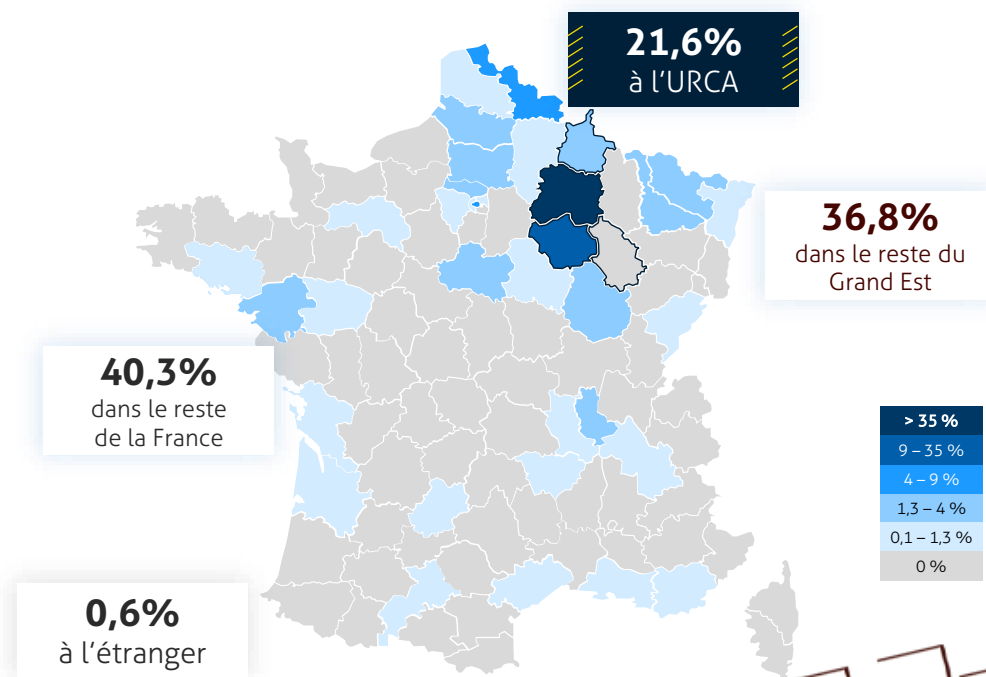 21,6%
à l'URCA
36,8%
dans le reste du
Grand Est
40,3%
dans le reste
de la France
> 35 %
9 – 35 %
4 – 9 %
1,3 – 4 %
0,1 – 1,3 %
0 %
0,6%
à l'étranger